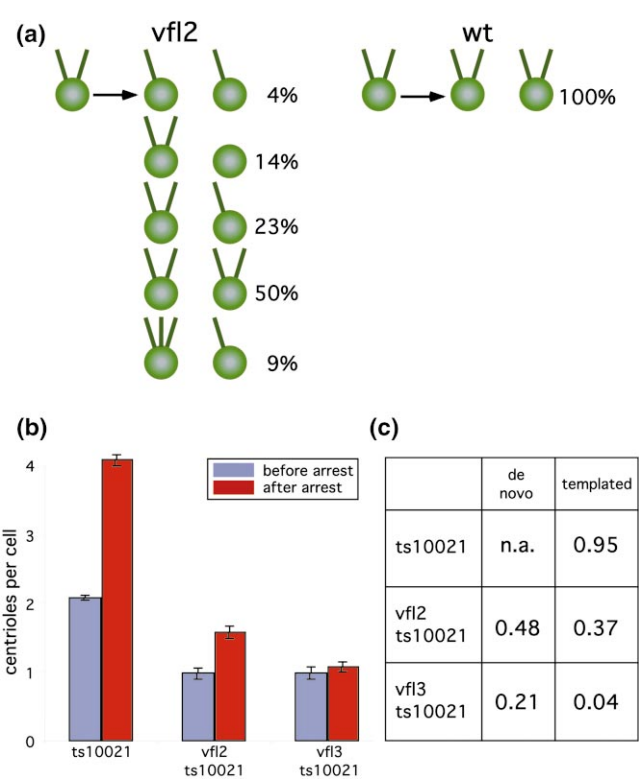 (a)
vfl2
wt
4%
100%
14%
23%
50%
9%
(b)
4
3
2
1
0
centrioles per cell
before arrest
after arrest
ts10021
vfl2
ts10021
vfl3
ts10021
(c)
de
novo
templated
ts10021
n.a.
0.95
vfl2
ts10021
0.48
0.37
vfl3
ts10021
0.21
0.04